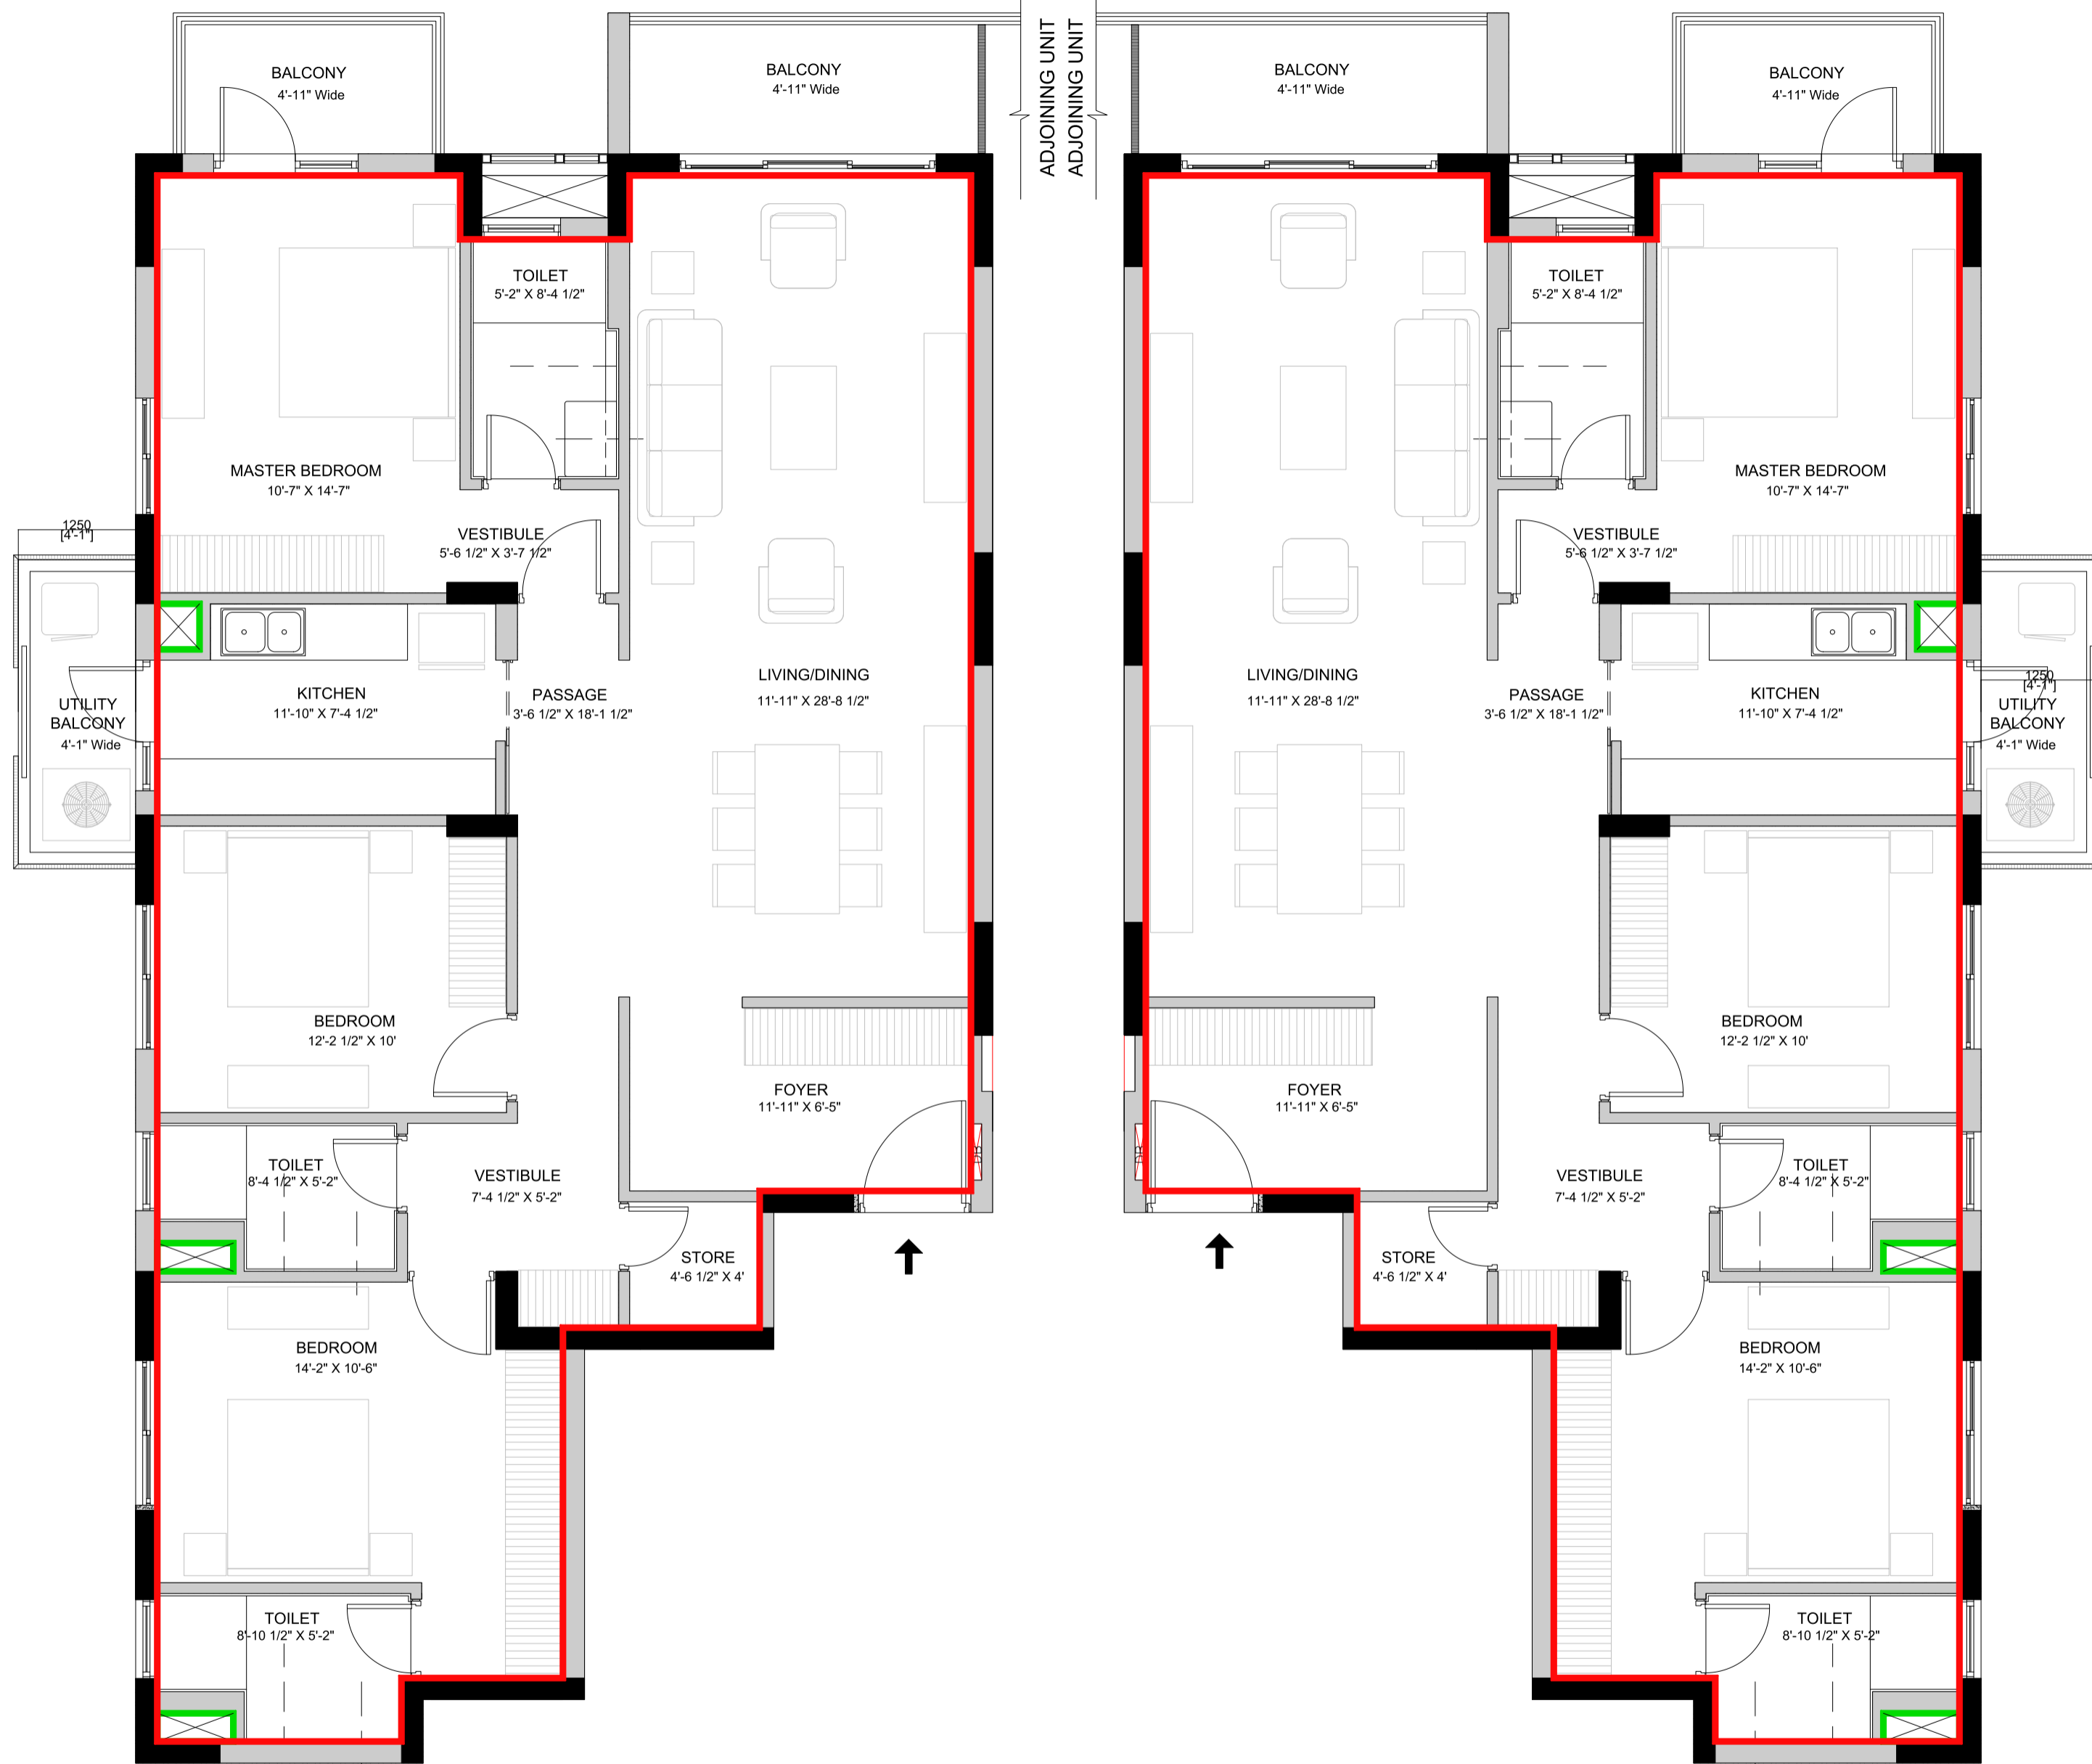 BALCONY
4'-11" Wide
BALCONY
4'-11" Wide
ADJOINING UNIT
ADJOINING UNIT
BALCONY
4'-11" Wide
BALCONY
4'-11" Wide
TOILET
5'-2" X 8'-4 1/2"
TOILET
5'-2" X 8'-4 1/2"
MASTER BEDROOM
10'-7" X 14'-7"
MASTER BEDROOM
10'-7" X 14'-7"
1250
[4'-1"]
VESTIBULE
5'-6 1/2" X 3'-7 1/2"
VESTIBULE
5'-6 1/2" X 3'-7 1/2"
UTILITY
BALCONY
4'-1" Wide
KITCHEN
11'-10" X 7'-4 1/2"
PASSAGE
3'-6 1/2" X 18'-1 1/2"
LIVING/DINING
11'-11" X 28'-8 1/2"
LIVING/DINING
11'-11" X 28'-8 1/2"
PASSAGE
3'-6 1/2" X 18'-1 1/2"
KITCHEN
11'-10" X 7'-4 1/2"
1250
[4'-1"]
UTILITY
BALCONY
4'-1" Wide
BEDROOM
12'-2 1/2" X 10'
BEDROOM
12'-2 1/2" X 10'
FOYER
11'-11" X 6'-5"
FOYER
11'-11" X 6'-5"
TOILET
8'-4 1/2" X 5'-2"
VESTIBULE
7'-4 1/2" X 5'-2"
VESTIBULE
7'-4 1/2" X 5'-2"
TOILET
8'-4 1/2" X 5'-2"
STORE
4'-6 1/2" X 4'
STORE
4'-6 1/2" X 4'
BEDROOM
14'-2" X 10'-6"
BEDROOM
14'-2" X 10'-6"
TOILET
8'-10 1/2" X 5'-2"
TOILET
8'-10 1/2" X 5'-2"